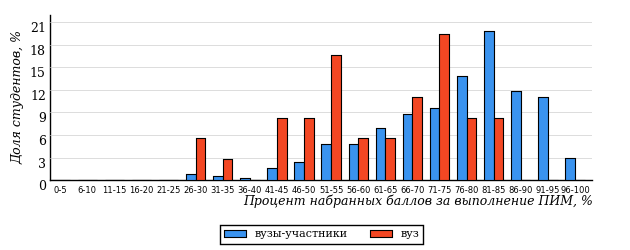 Доля студентов, %
21
18
15
12
9
6
3
0
0-5 6-10 11-15 16-20 21-25 26-30 31-35 36-40 41-45 46-50 51-55 56-60 61-65 66-70 71-75 76-80 81-85 86-90 91-95 96-100
Процент набранных баллов за выполнение ПИМ, %
вузы-участники вуз